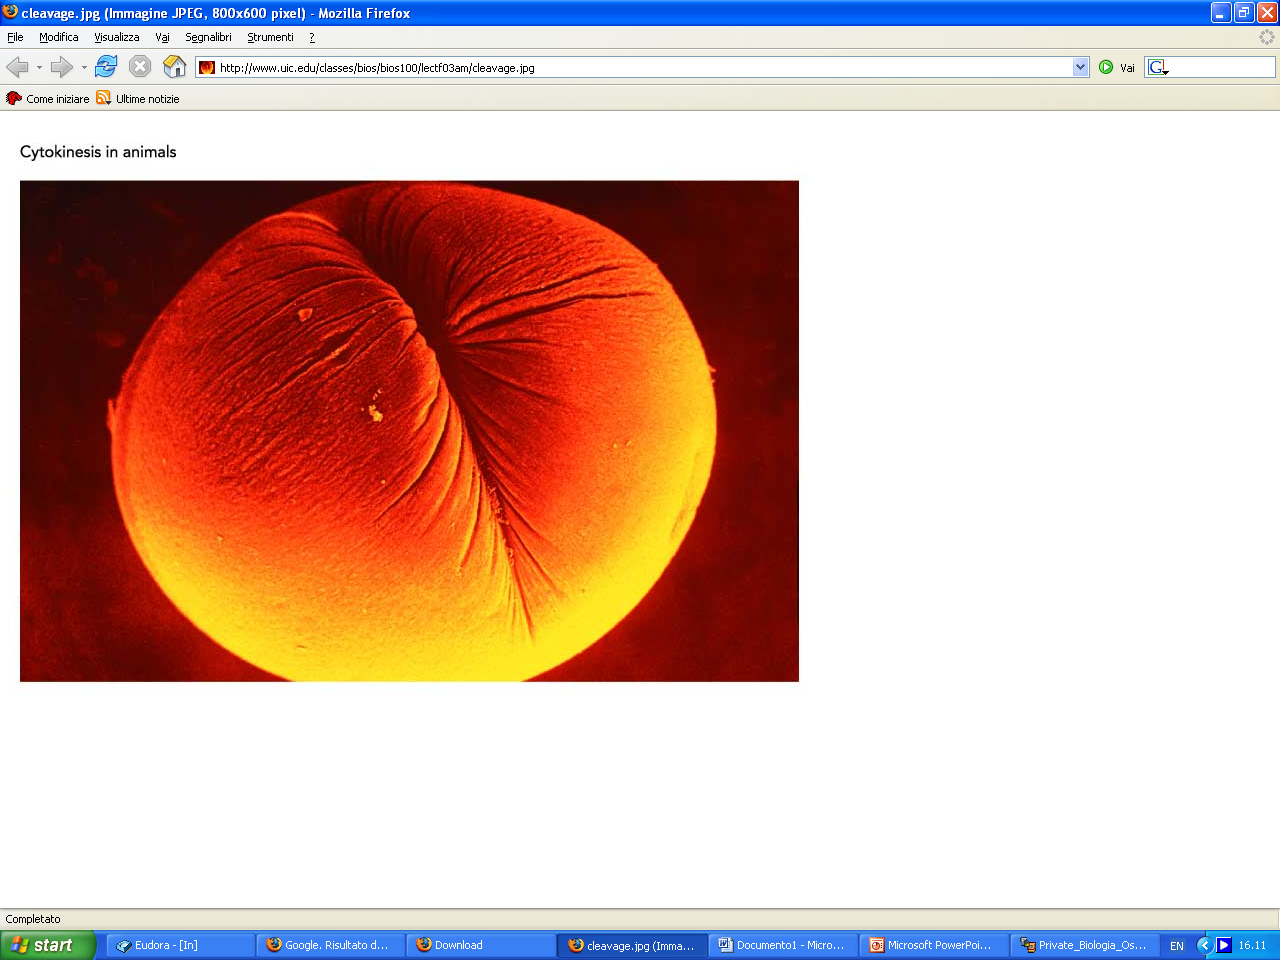 cleavage.jpg (Immagine JPEG, 800x600 pixel) - Mozilla Firefox
File Modifica Visualizza Vai Segnalibri Strumenti ?
http://www.uic.edu/classes/bios/bios100/lectf03am/cleavage.jpg Vai G
Come iniziare Ultime notizie
Cytokinesis in animals
Completato
start Eudora - [In] Google. Risultato d... Download cleavage.jpg (Imma... Documento1 - Micro... Microsoft PowerPoi... Private_Biologia_Os... EN 16.11